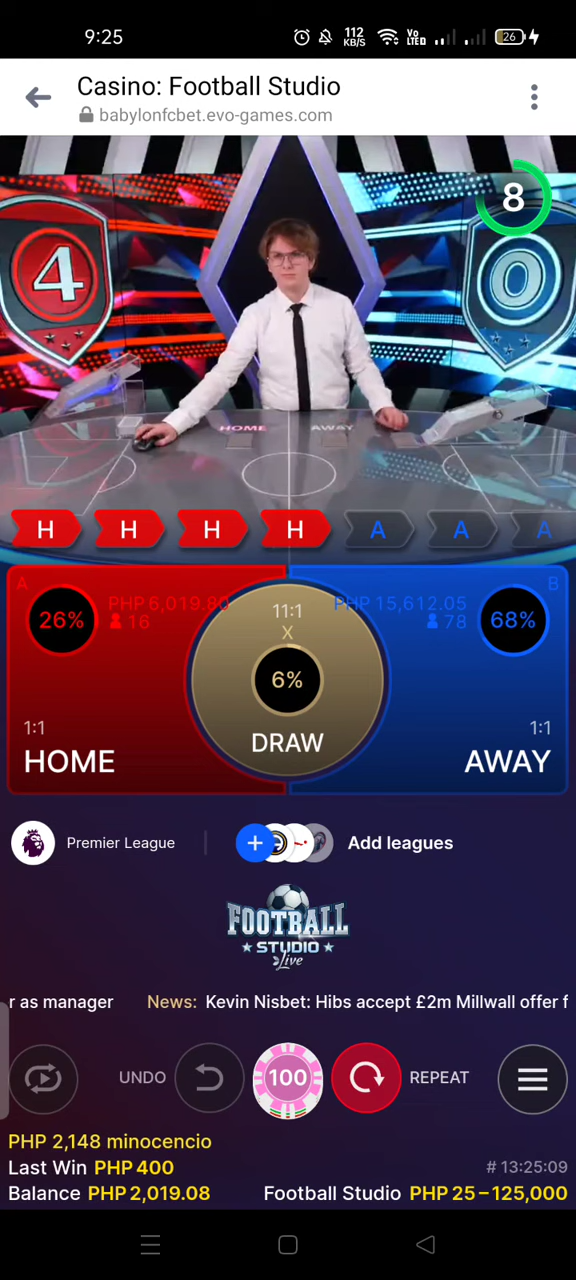 9:25
112
KB/S
Vo
LTE
26
Casino: Football Studio
babylonfcbet.evo-games.com
8
4
0
HOME
AWAY
H H H H A A A
A
B
26%
PHP 6,019.80
16
11:1
X
6%
DRAW
PHP 15,612.05
78
68%
1:1
HOME
1:1
AWAY
Premier League
Add leagues
FOOTBALL
STUDIO
Live
r as manager News: Kevin Nisbet: Hibs accept £2m Millwall offer f
UNDO
100
REPEAT
PHP 2,148 minocencio
Last Win PHP 400
# 13:25:09
Balance PHP 2,019.08
Football Studio PHP 25–125,000